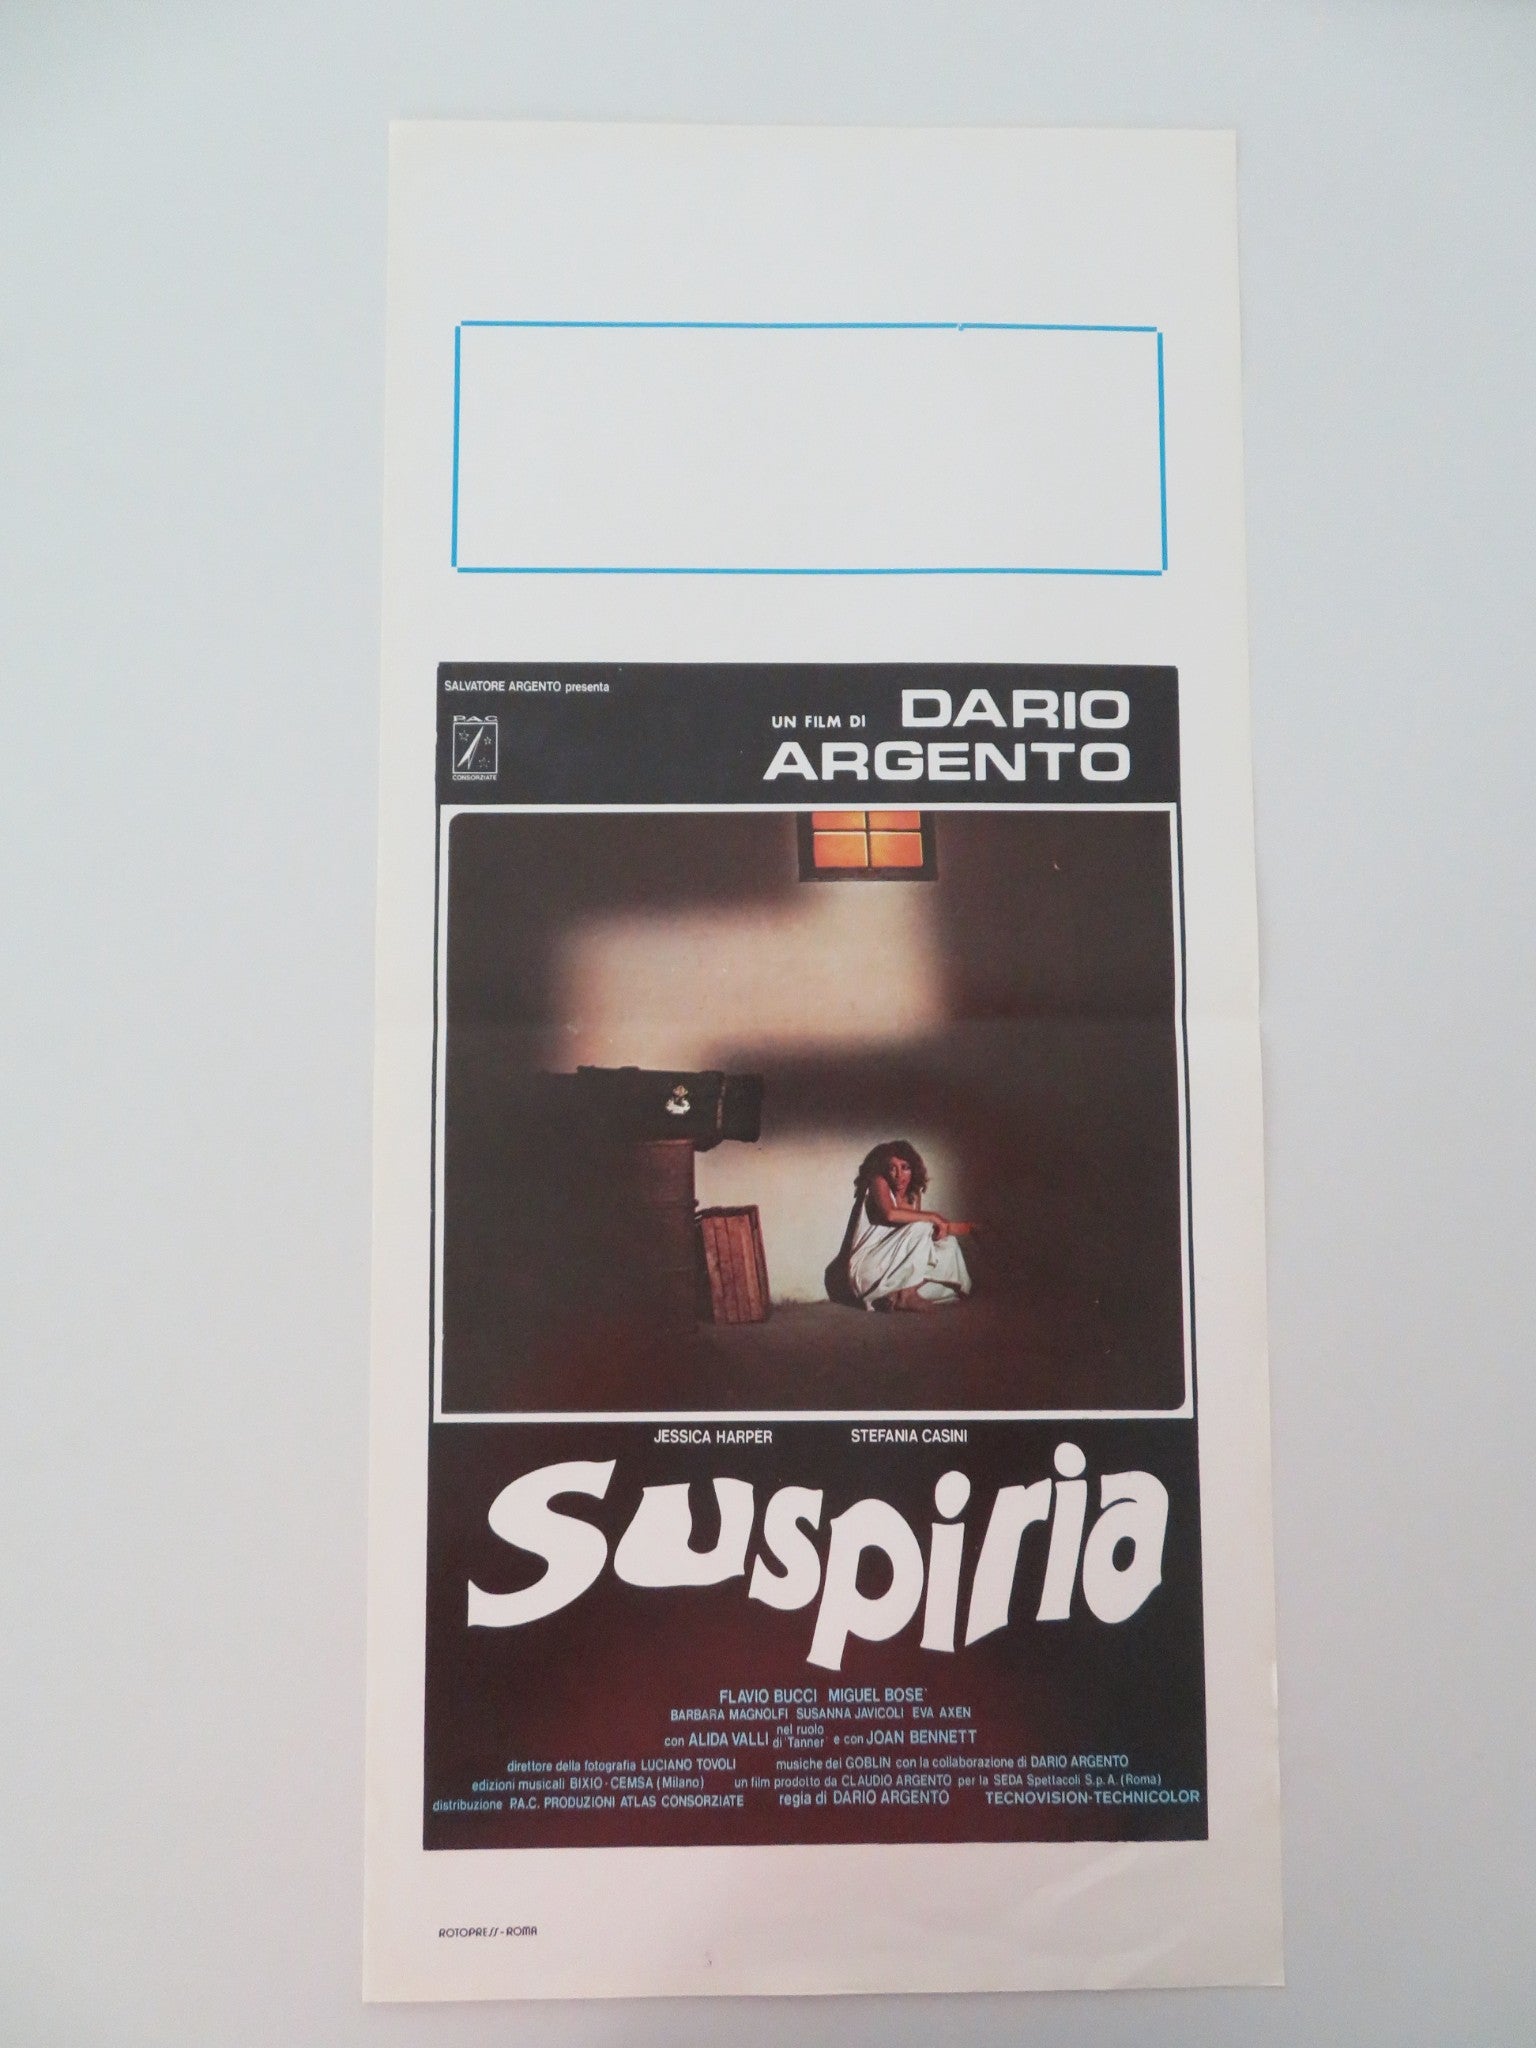 SALVATORE ARGENTO presenta
P.A.C.
CONSORZIATE
UN FILM DI DARIO
ARGENTO
JESSICA HARPER STEFANIA CASINI
Suspiria
FLAVIO BUCCI MIGUEL BOSE`
BARBARA MAGNOLFI SUSANNA JAVICOLI EVA AXEN
con ALIDA VALLI nel ruolo di 'Tanner' e con JOAN BENNETT
direttore della fotografia LUCIANO TOVOLI musiche dei GOBLIN con la collaborazione di DARIO ARGENTO
edizioni musicali BIXIO-CEMSA (Milano) un film prodotto da CLAUDIO ARGENTO per la SEDA Spettacoli S.p.A. (Roma)
distribuzione P.A.C. PRODUZIONI ATLAS CONSORZIATE regia di DARIO ARGENTO TECNOVISION-TECHNICOLOR
ROTOPRESS-ROMA